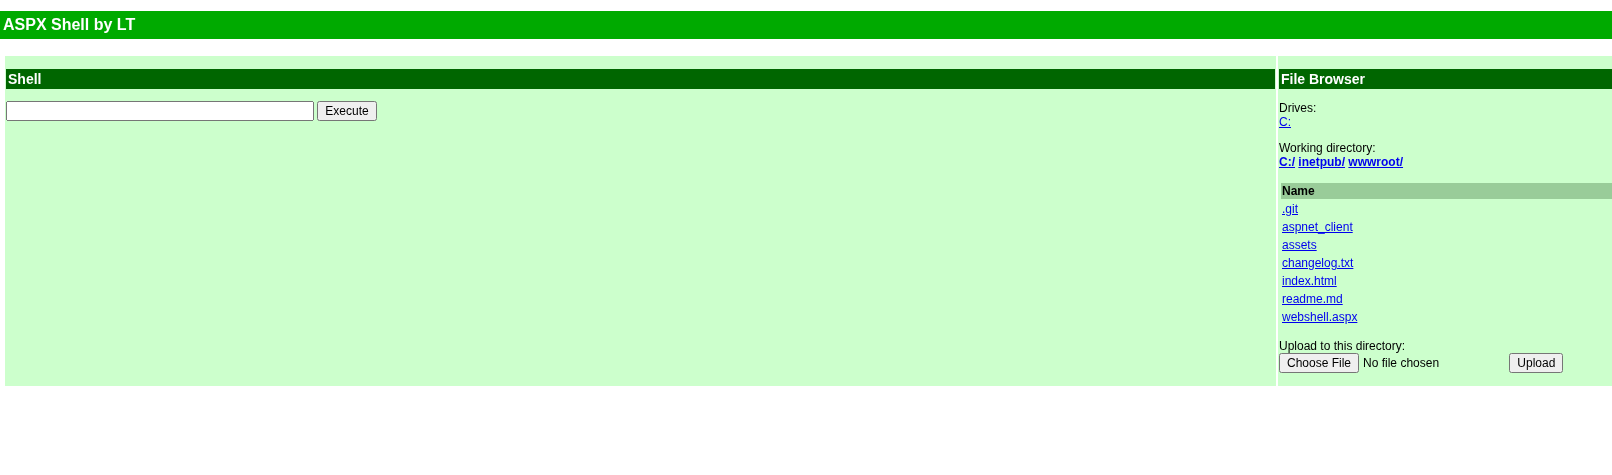 ASPX Shell by LT
Shell
Execute
File Browser
Drives:
C:
Working directory:
C:/ inetpub/ wwwroot/
Name
.git
aspnet_client
assets
changelog.txt
index.html
readme.md
webshell.aspx
Upload to this directory:
Choose File No file chosen Upload